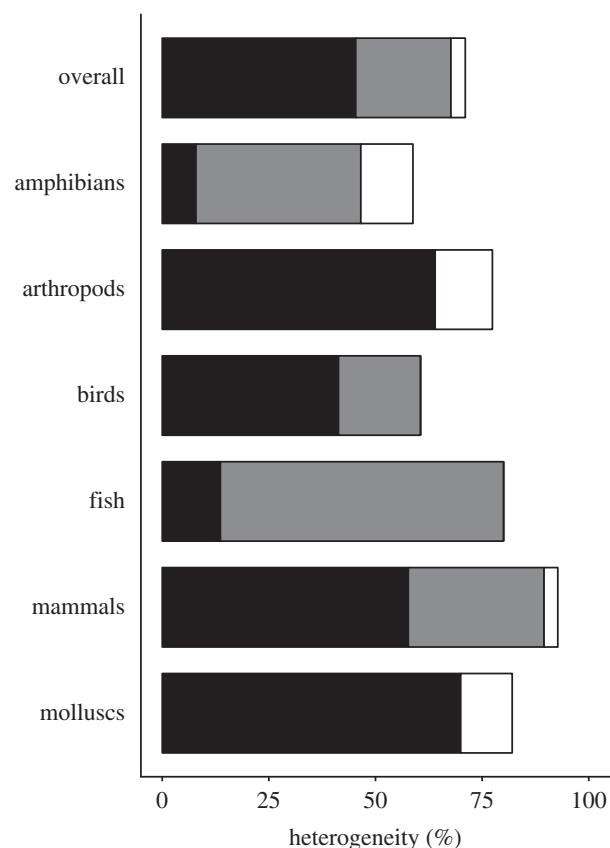 overall
amphibians
arthropods
birds
fish
mammals
molluscs
0 25 50 75 100
heterogeneity (%)